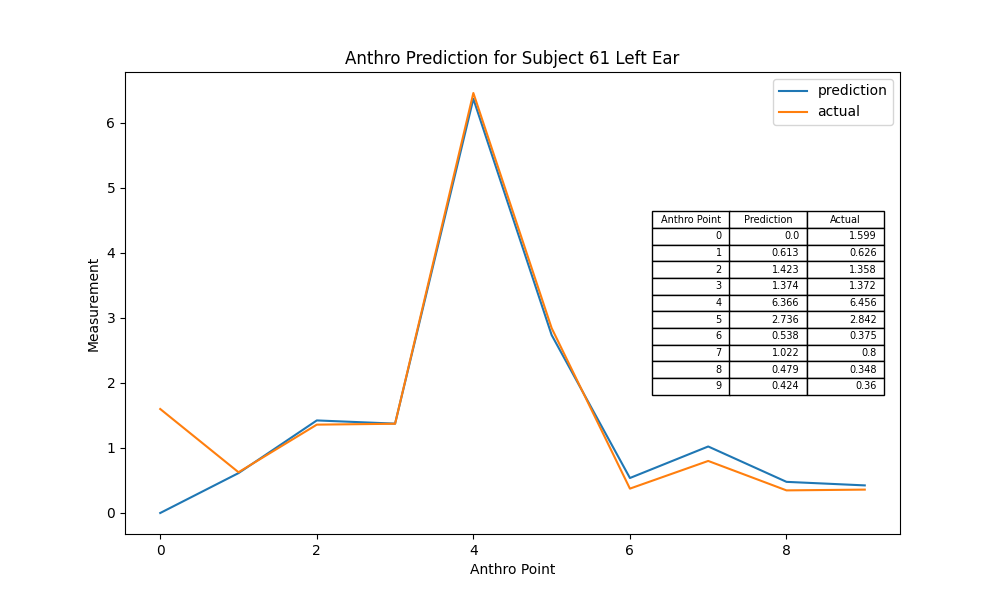 Anthro Prediction for Subject 61 Left Ear
prediction
actual
6
5
4
3
2
1
0
Measurement
Anthro Point Prediction Actual
0 0.0 1.599
1 0.613 0.626
2 1.423 1.358
3 1.374 1.372
4 6.366 6.456
5 2.736 2.842
6 0.538 0.375
7 1.022 0.8
8 0.479 0.348
9 0.424 0.36
0 2 4 6 8
Anthro Point